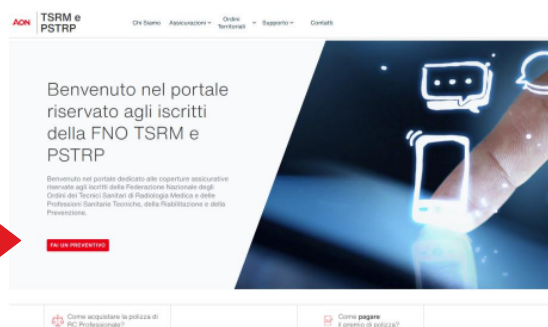 AON
TSRM e
PSTRP
Chi Siamo
Assicurazioni
Ordini
Territoriali
Supporto
Contatti
Benvenuto nel portale
riservato agli iscritti
della FNO TSRM e
PSTRP
Benvenuto nel portale dedicato alle coperture assicurative
riservate agli iscritti della Federazione Nazionale degli
Ordini dei Tecnici Sanitari di Radiologia Medica e delle
Professioni Sanitarie Tecniche, della Riabilitazione e della
Prevenzione.
FAI UN PREVENTIVO
Come acquistare la polizza di
RC Professionale?
Come pagare
il premio di polizza?